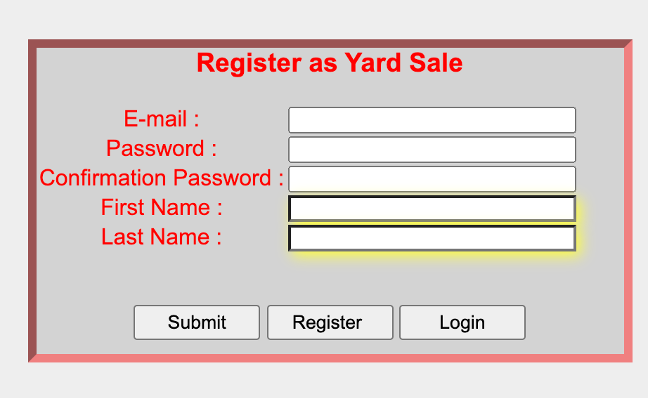 Register as Yard Sale
E-mail :
Password :
Confirmation Password :
First Name :
Last Name :
Submit Register Login